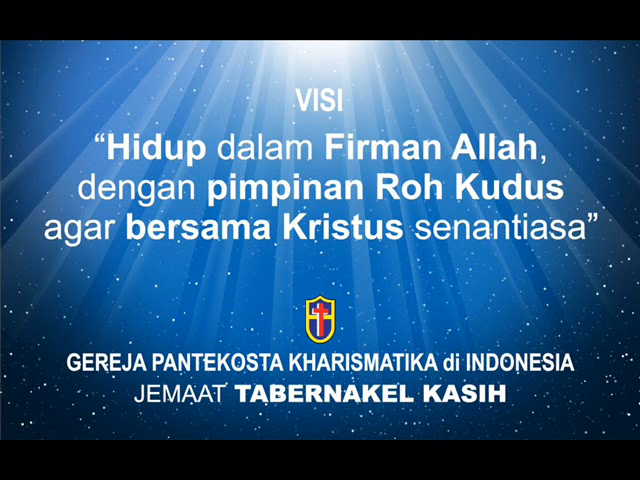 VISI
“Hidup dalam Firman Allah,
dengan pimpinan Roh Kudus
agar bersama Kristus senantiasa”
GEREJA PANTEKOSTA KHARISMATIKA di INDONESIA
JEMAAT TABERNAKEL KASIH